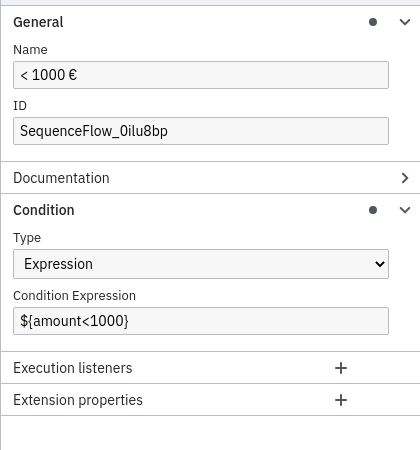 General
Name
< 1000 €
ID
SequenceFlow_0ilu8bp
Documentation
Condition
Type
Expression
Condition Expression
${amount<1000}
Execution listeners
Extension properties